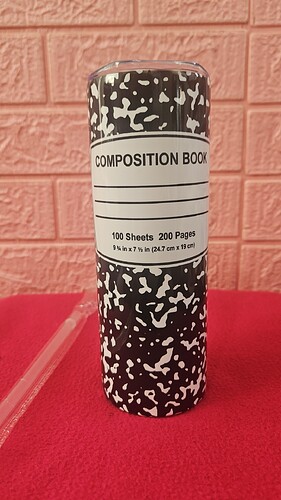 COMPOSITION BOOK
100 Sheets 200 Pages
9 ¾ in x 7 ½ in (24.7 cm x 19 cm)